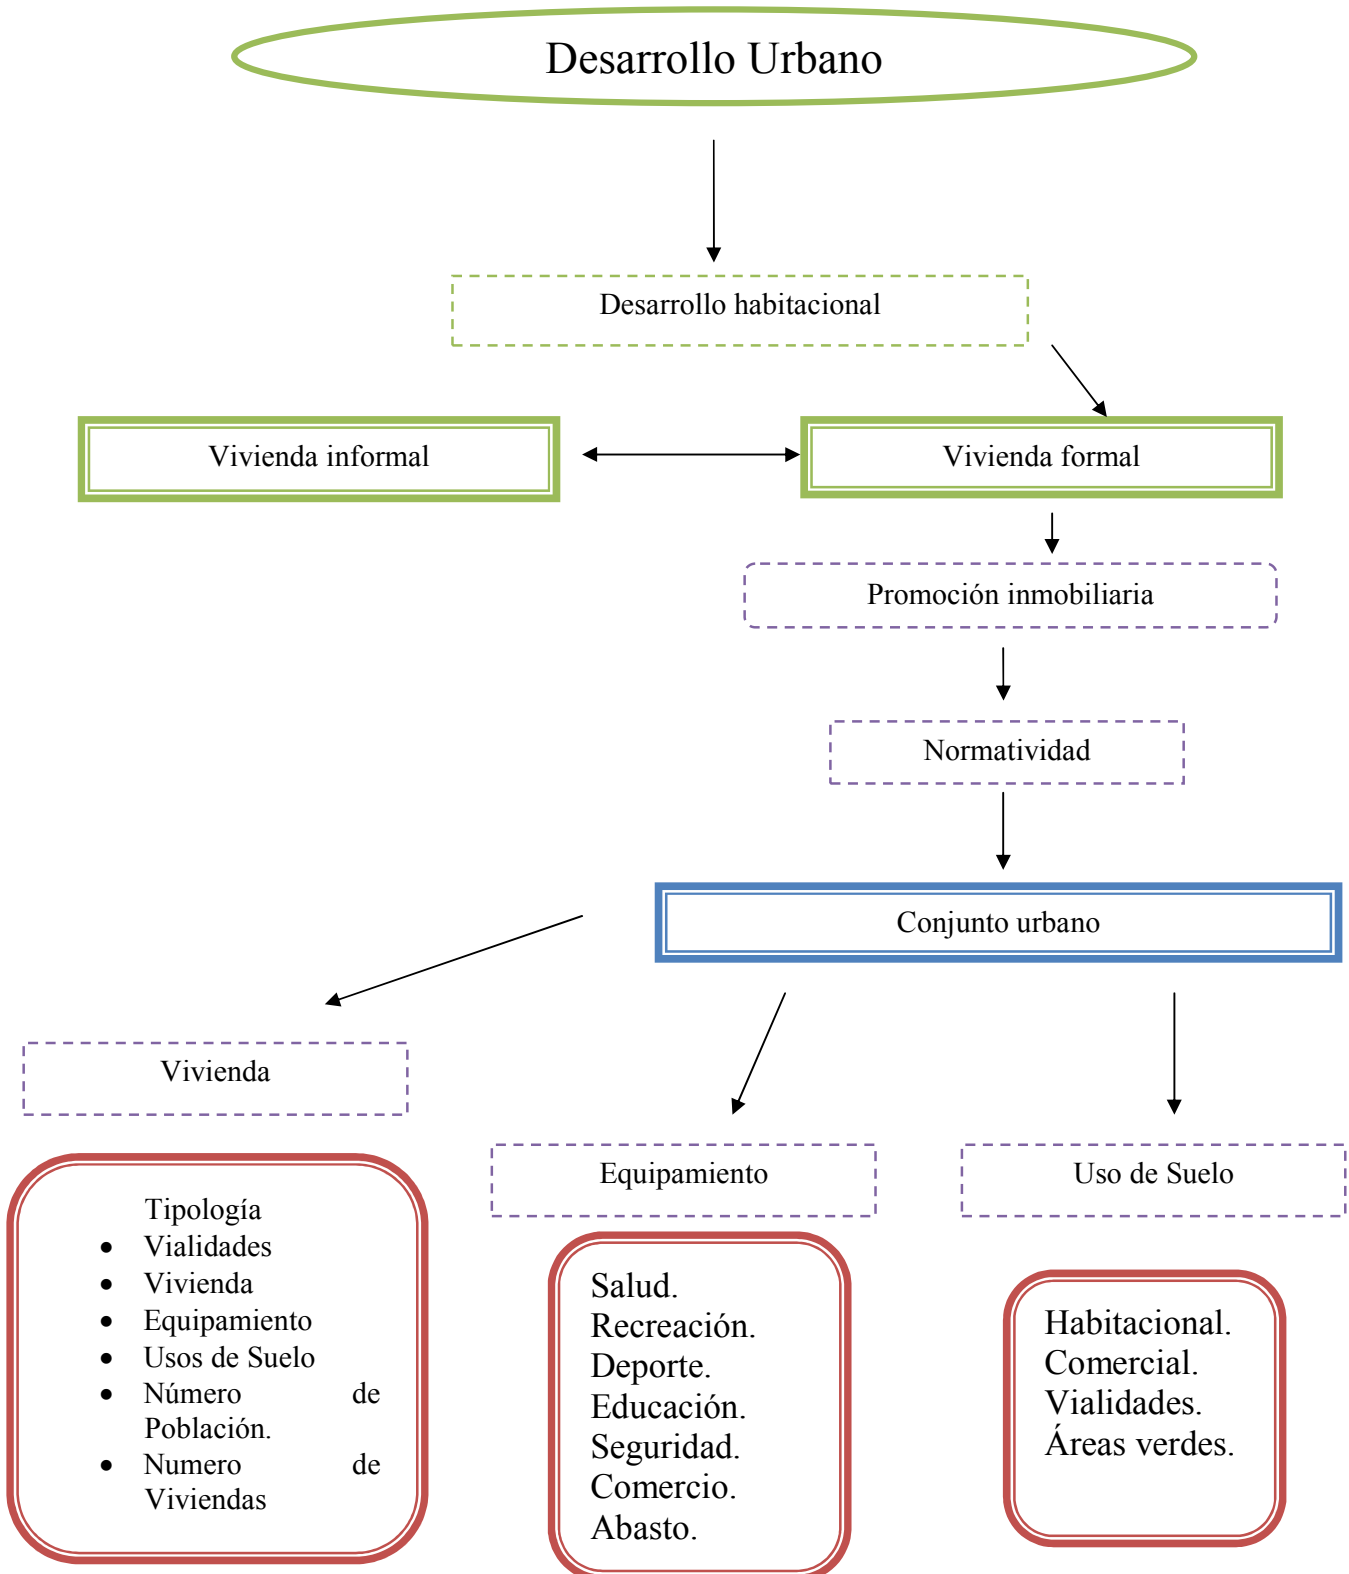 Desarrollo Urbano
Desarrollo habitacional
Vivienda informal
Vivienda formal
Promoción inmobiliaria
Normatividad
Conjunto urbano
Vivienda
Tipología
• Vialidades
• Vivienda
• Equipamiento
• Usos de Suelo
• Número de
Población.
• Numero de
Viviendas
Equipamiento
Salud.
Recreación.
Deporte.
Educación.
Seguridad.
Comercio.
Abasto.
Uso de Suelo
Habitacional.
Comercial.
Vialidades.
Áreas verdes.